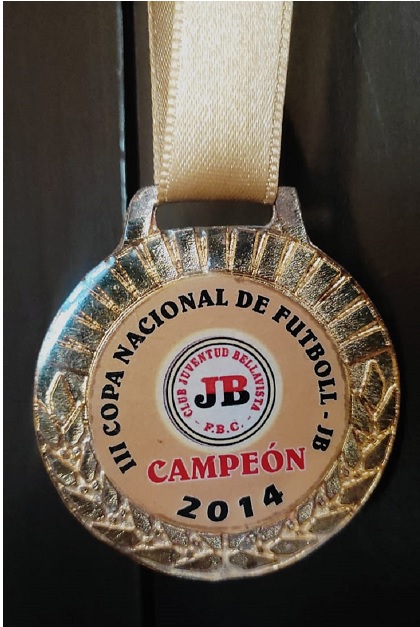 III COPA NACIONAL DE FUTBOLL - JB
CLUB JUVENTUD BELLAVISTA
JB
- F.B.C. -
CAMPEÓN
2014